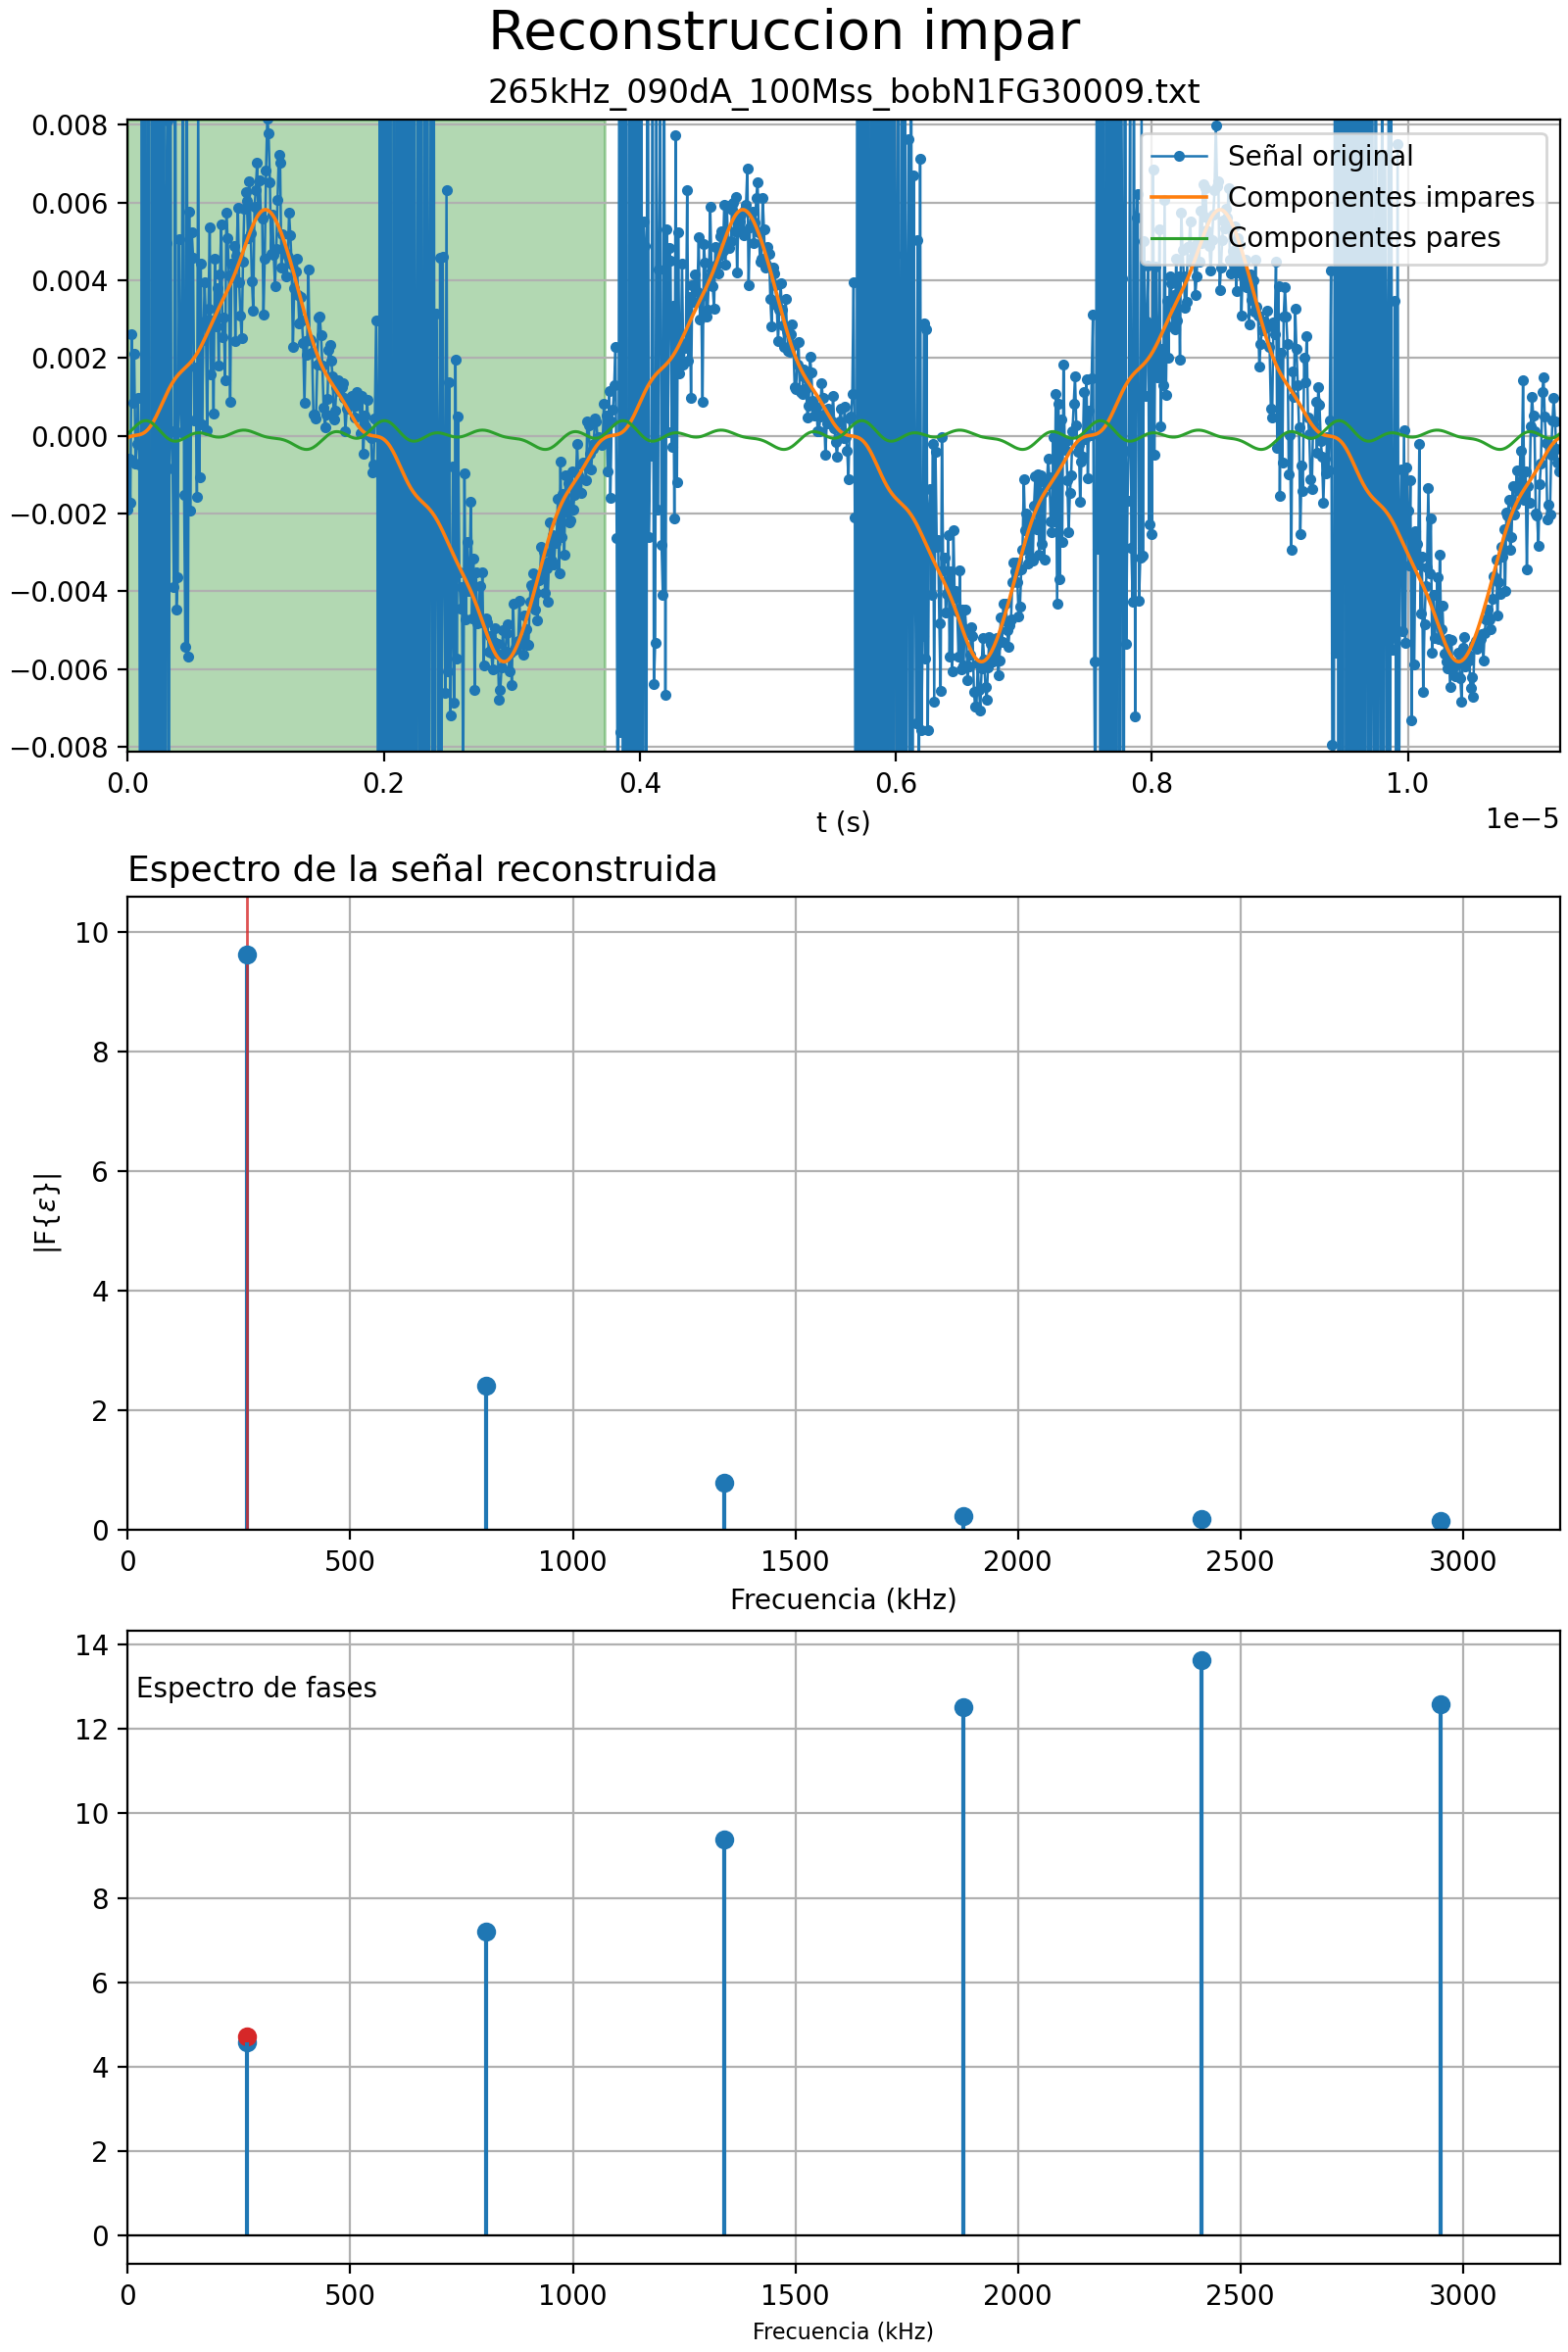 Reconstruccion impar
265kHz_090dA_100Mss_bobN1FG30009.txt
0.008
0.006
0.004
0.002
0.000
−0.002
−0.004
−0.006
−0.008
Señal original
Componentes impares
Componentes pares
0.0 0.2 0.4 0.6 0.8 1.0
1e−5
t (s)
Espectro de la señal reconstruida
10
8
6
4
2
0
|F{ε}|
0 500 1000 1500 2000 2500 3000
Frecuencia (kHz)
14
12
10
8
6
4
2
0
Espectro de fases
0 500 1000 1500 2000 2500 3000
Frecuencia (kHz)